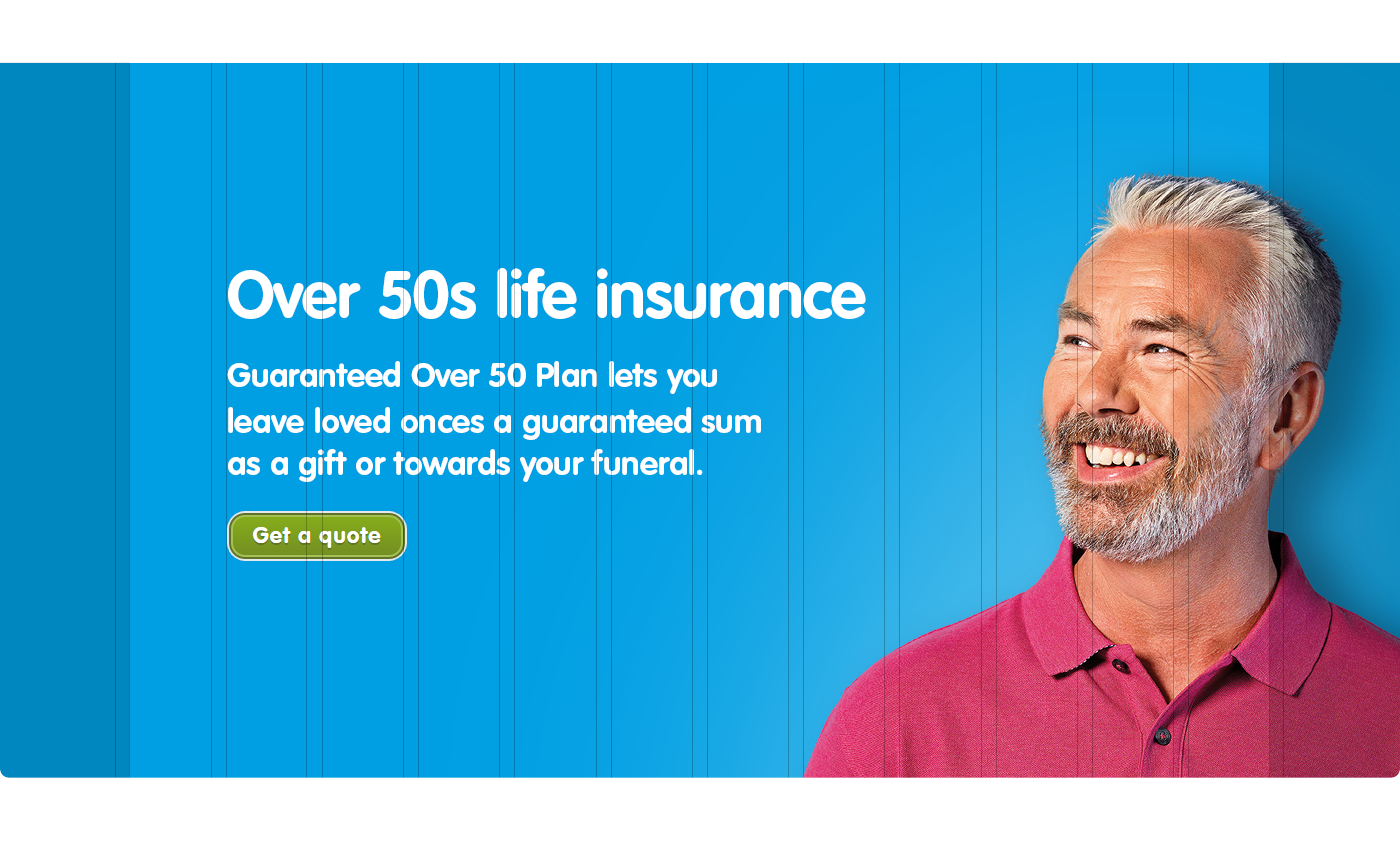 Over 50s life insurance
Guaranteed Over 50 Plan lets you
leave loved onces a guaranteed sum
as a gift or towards your funeral.
Get a quote